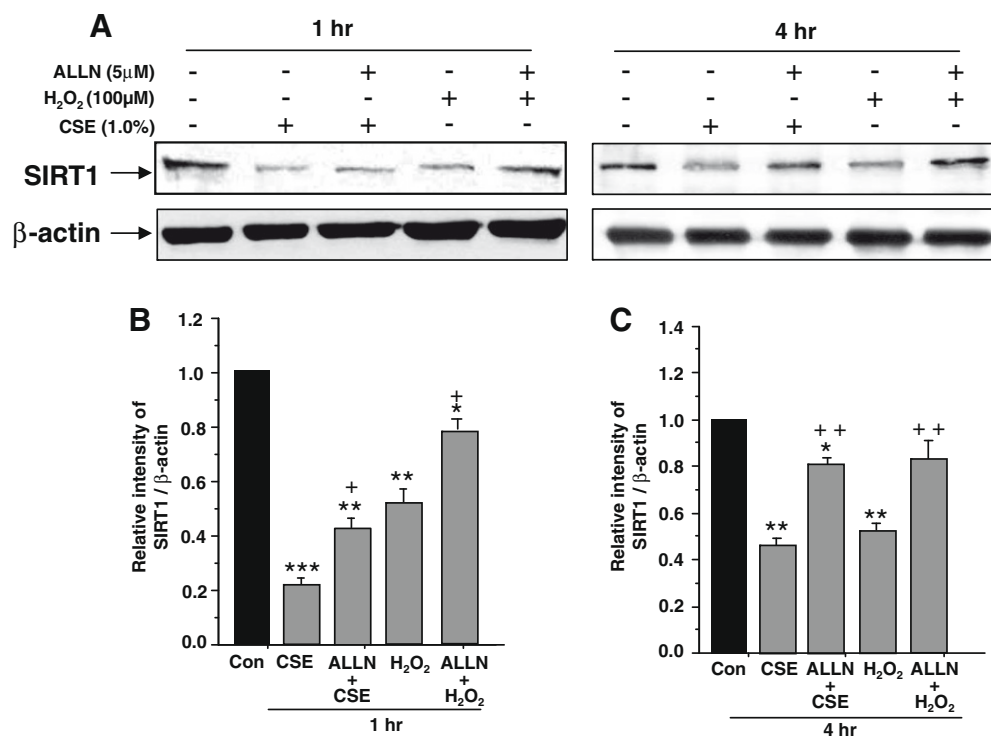 A
1 hr
4 hr
ALLN (5μM) - - + - + - - + - +
H₂O₂ (100μM) - - - + + - - - + +
CSE (1.0%) - + + - - - + + - -
SIRT1
β-actin
B
1.2
1.0
0.8
0.6
0.4
0.2
0.0
Relative intensity of
SIRT1 / β-actin
***
+
**
**
+
*
Con CSE ALLN + CSE H₂O₂ ALLN + H₂O₂
1 hr
C
1.4
1.2
1.0
0.8
0.6
0.4
0.2
0.0
Relative intensity of
SIRT1 / β-actin
**
+ +
*
**
+ +
Con CSE ALLN + CSE H₂O₂ ALLN + H₂O₂
4 hr